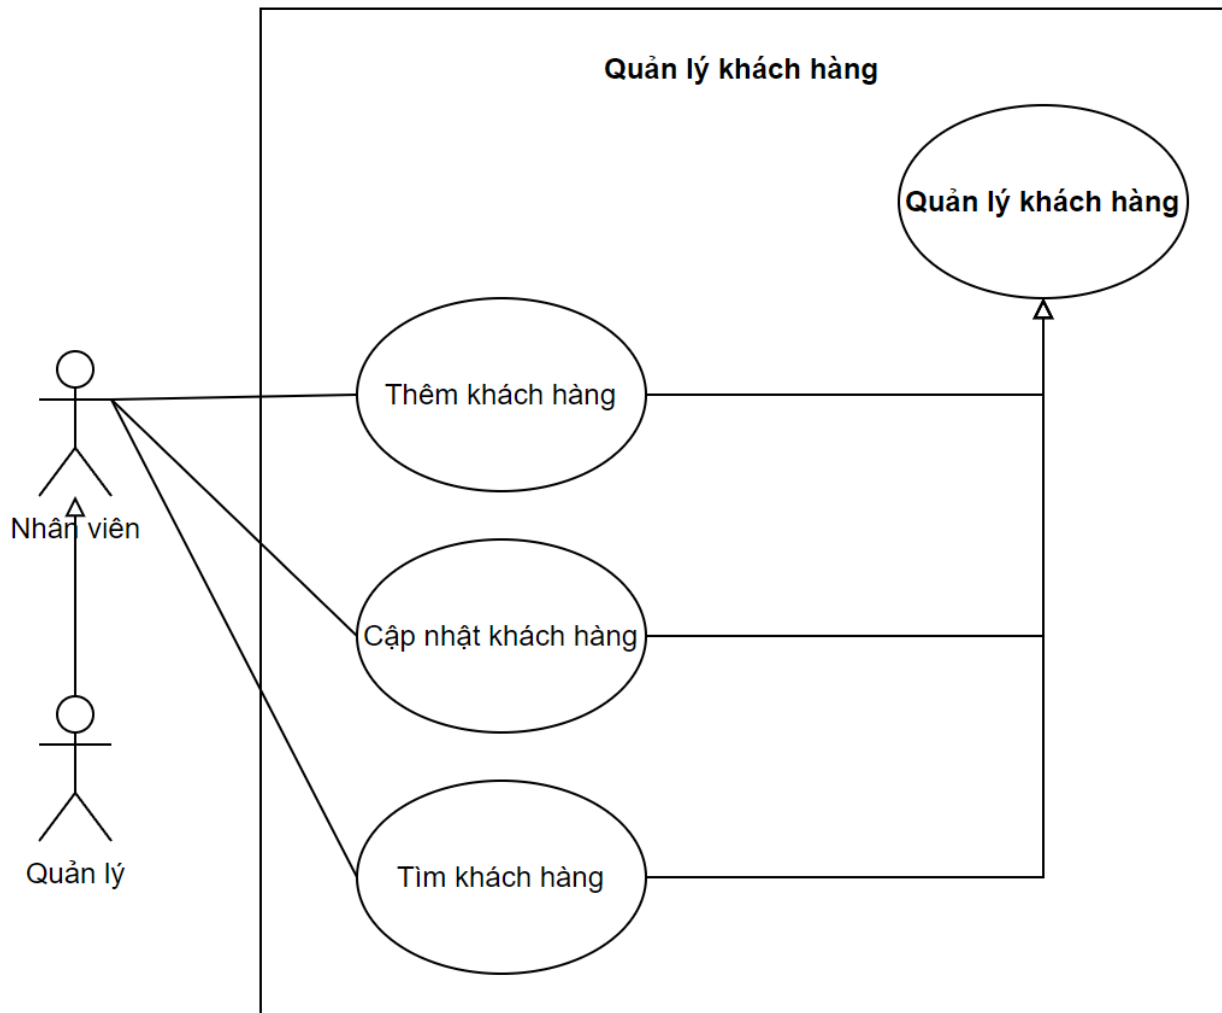 Quản lý khách hàng
Quản lý khách hàng
Thêm khách hàng
Nhân viên
Cập nhật khách hàng
Quản lý
Tìm khách hàng